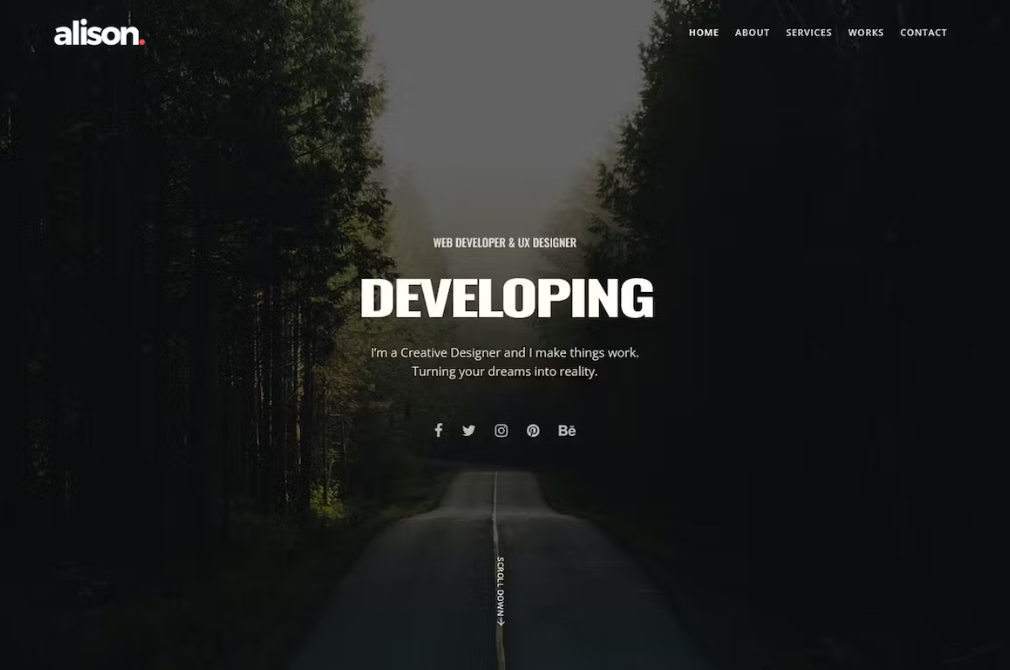 alison.
HOME ABOUT SERVICES WORKS CONTACT
WEB DEVELOPER & UX DESIGNER
DEVELOPING
I'm a Creative Designer and I make things work.
Turning your dreams into reality.
Bē
SCROLL DOWN →